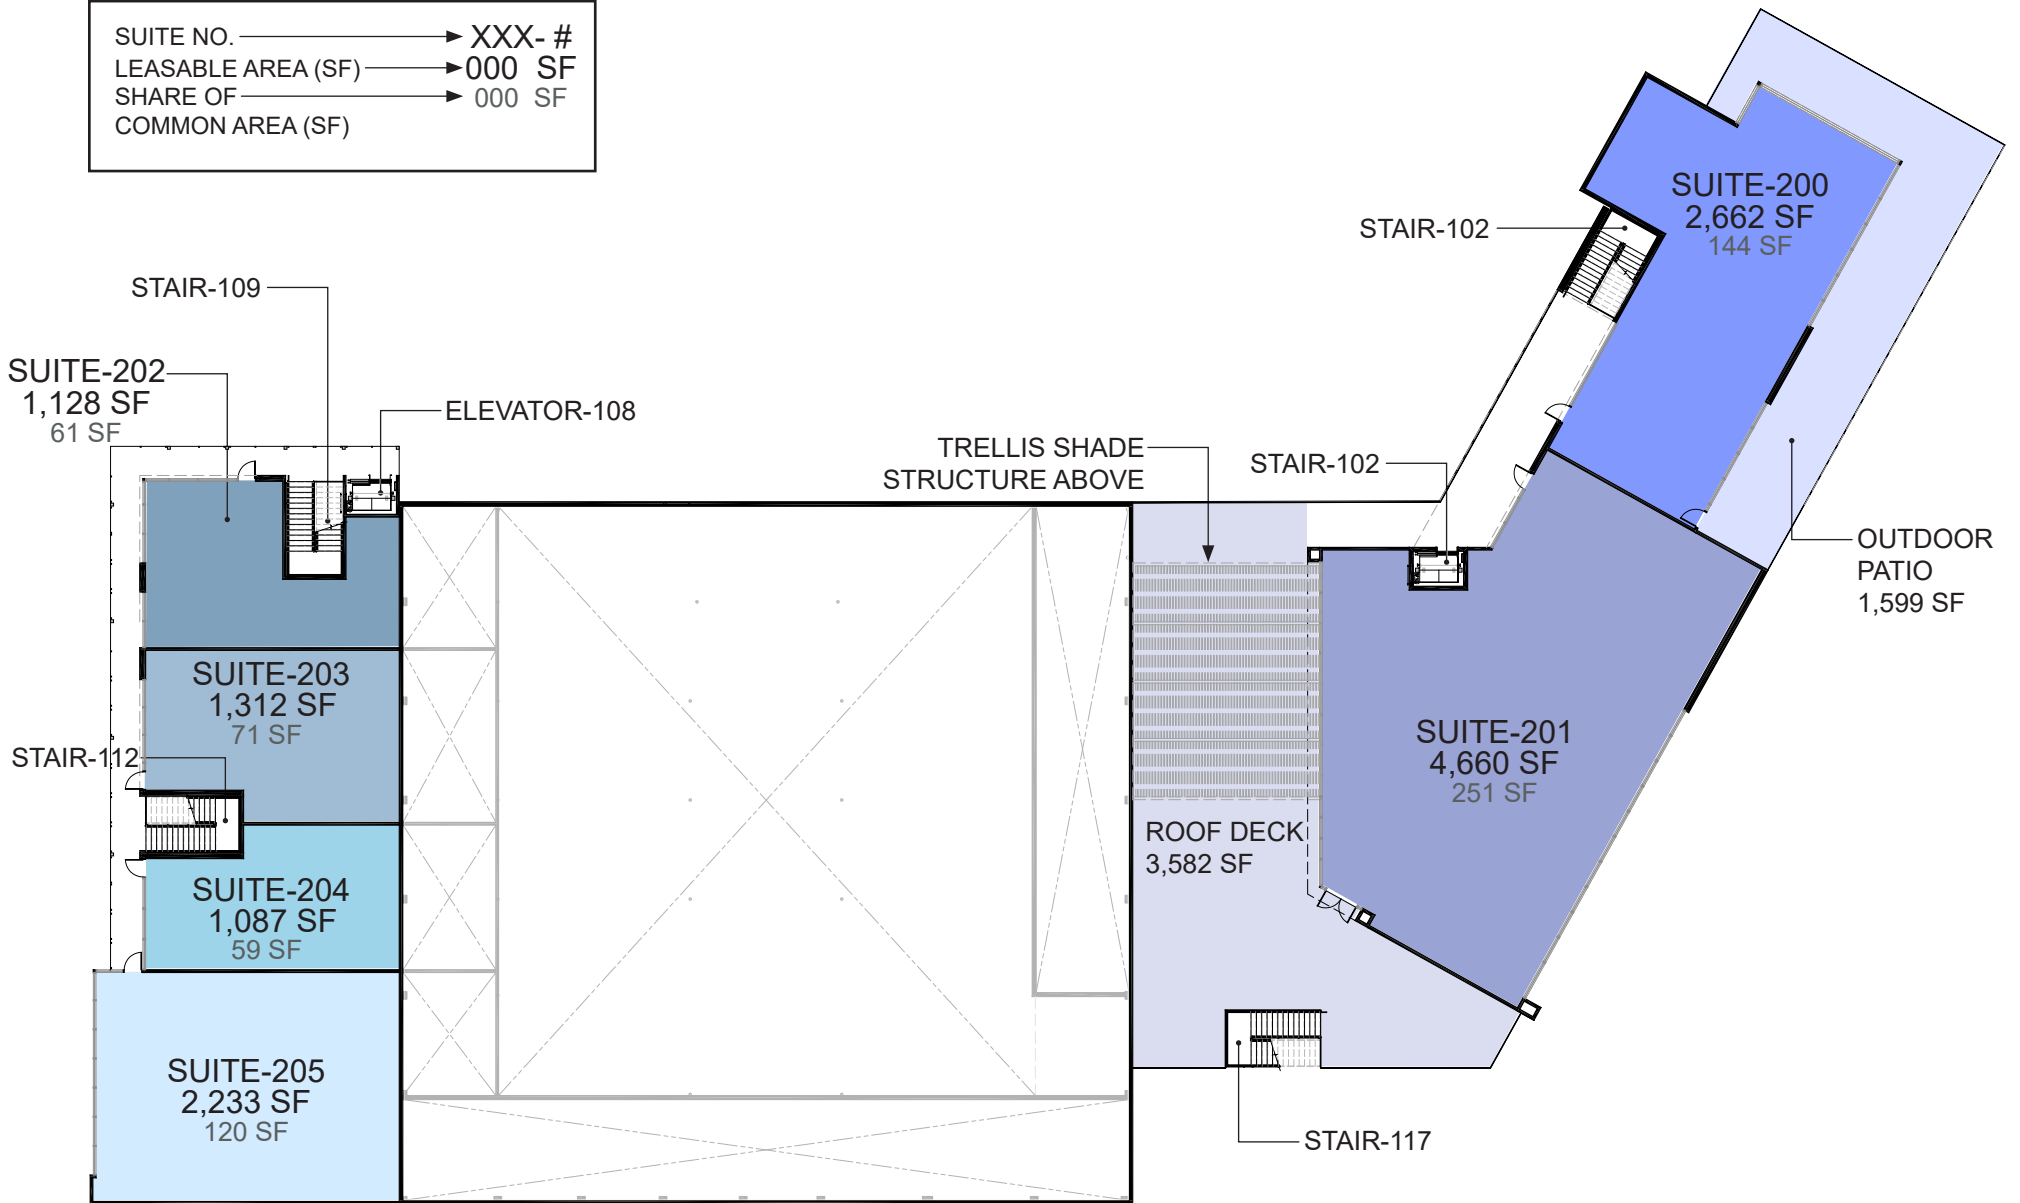 SUITE NO. XXX- #
LEASABLE AREA (SF) 000 SF
SHARE OF 000 SF
COMMON AREA (SF)
SUITE-200
2,662 SF
144 SF
STAIR-102
STAIR-109
SUITE-202
1,128 SF
61 SF
ELEVATOR-108
TRELLIS SHADE
STRUCTURE ABOVE
STAIR-102
OUTDOOR
PATIO
1,599 SF
SUITE-203
1,312 SF
71 SF
STAIR-112
SUITE-201
4,660 SF
251 SF
ROOF DECK
3,582 SF
SUITE-204
1,087 SF
59 SF
SUITE-205
2,233 SF
120 SF
STAIR-117